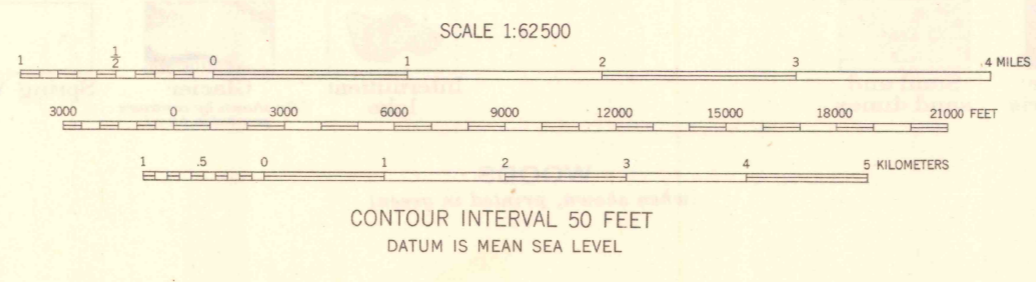 SCALE 1:62500
1 1/2 0 1 2 3 4 MILES
3000 0 3000 6000 9000 12000 15000 18000 21000 FEET
1 .5 0 1 2 3 4 5 KILOMETERS
CONTOUR INTERVAL 50 FEET
DATUM IS MEAN SEA LEVEL